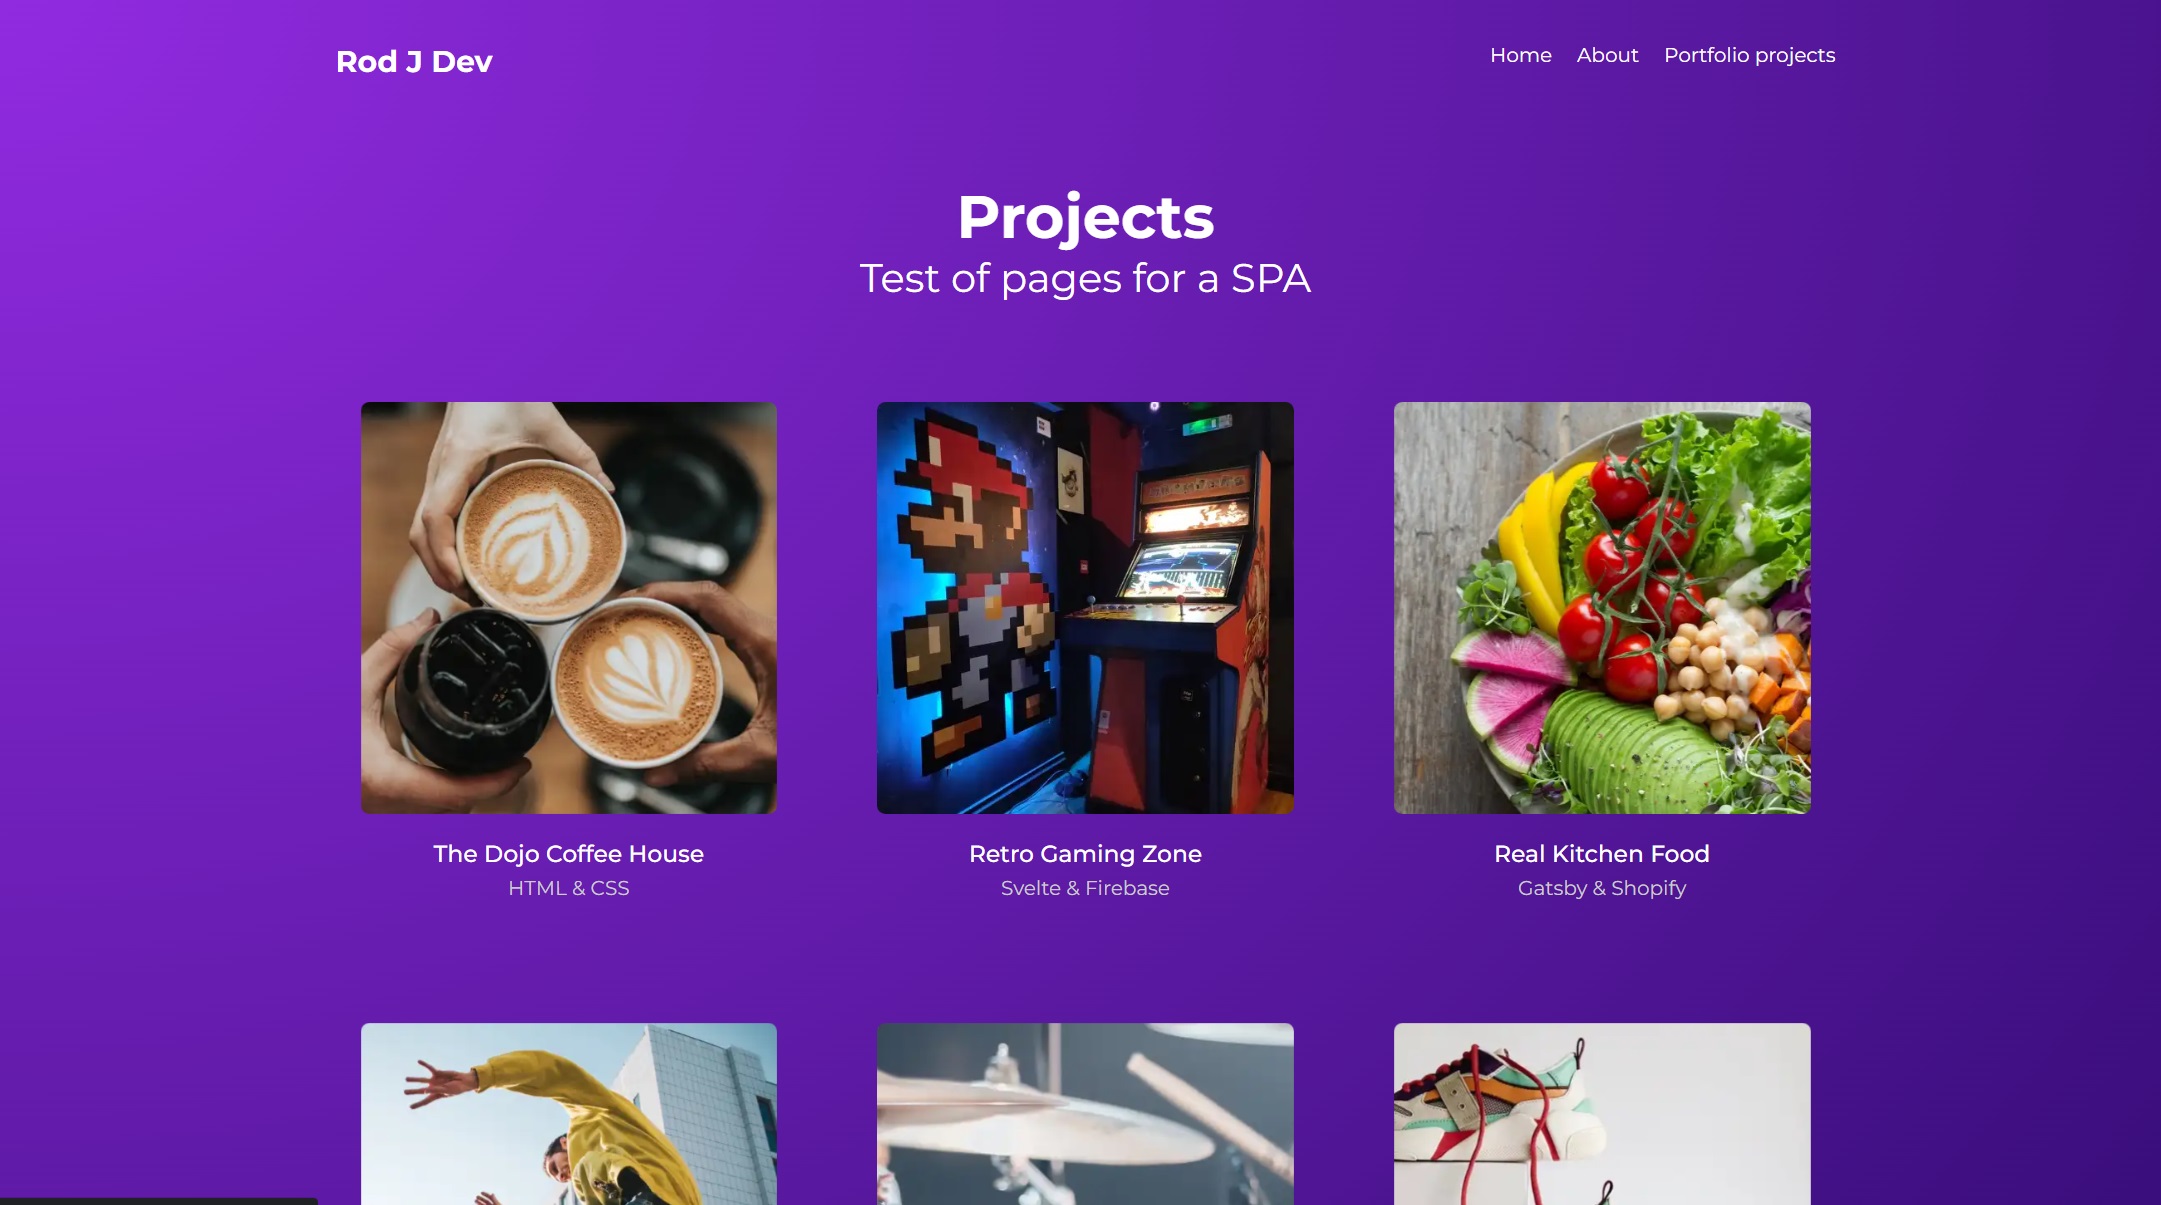 Rod J Dev
Home About Portfolio projects
Projects
Test of pages for a SPA
The Dojo Coffee House
HTML & CSS
Retro Gaming Zone
Svelte & Firebase
Real Kitchen Food
Gatsby & Shopify